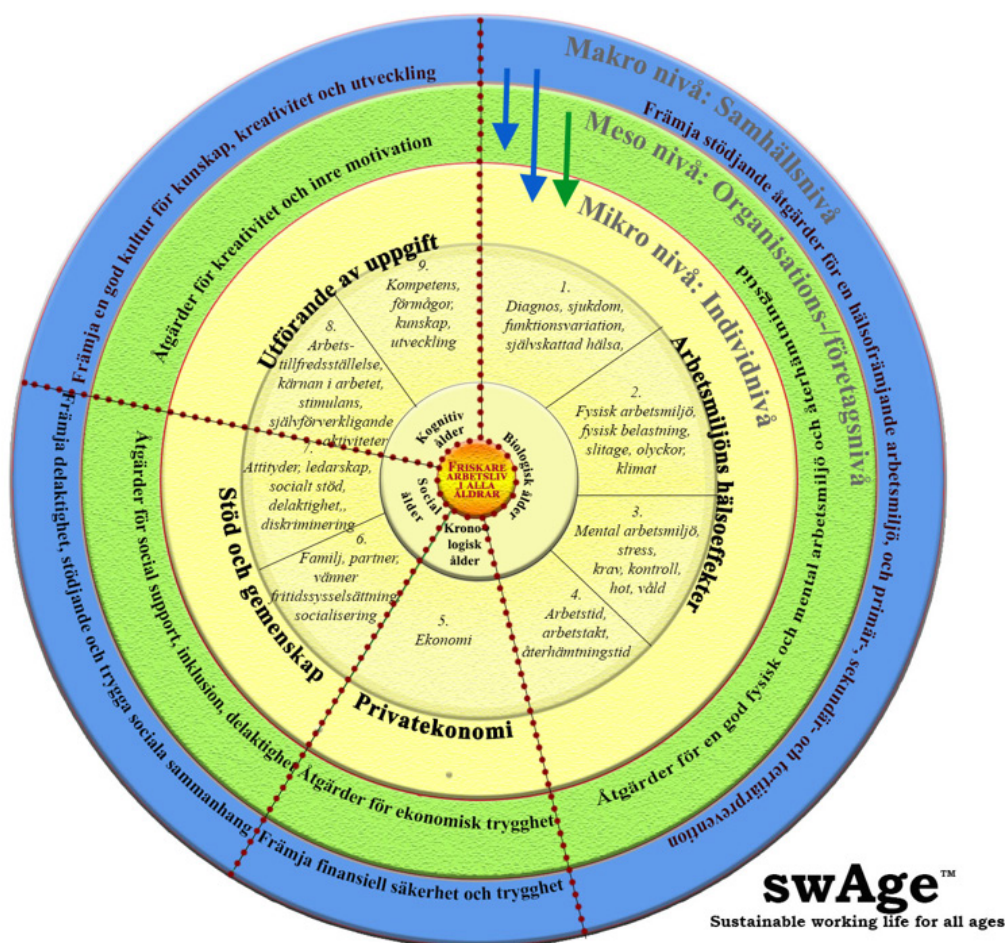 Makro nivå: Samhällsnivå
Främja stödjande åtgärder för en hälsofrämjande arbetsmiljö, och primär-, sekundär- och tertiärprevention
Främja finansiell säkerhet och trygghet
Främja delaktighet, stödjande och trygga sociala sammanhang
Främja en god kultur för kunskap, kreativitet och utveckling
Meso nivå: Organisations-/företagsnivå
Åtgärder för en god fysisk och mental arbetsmiljö och återhämtningstid
Åtgärder för ekonomisk trygghet
Åtgärder för social support, inklusion, delaktighet
Åtgärder för kreativitet och inre motivation
Mikro nivå: Individnivå
Arbetsmiljöns hälsoeffekter
Privatekonomi
Stöd och gemenskap
Utförande av uppgift
1.
Diagnos, sjukdom,
funktionsvariation,
självskattad hälsa,
2.
Fysisk arbetsmiljö,
fysisk belastning,
slitage, olyckor,
klimat
3.
Mental arbetsmiljö,
stress,
krav, kontroll,
hot, våld
4.
Arbetstid,
arbetstakt,
återhämtningstid
5.
Ekonomi
6.
Familj, partner,
vänner
fritidssysselsättning,
socialisering
7.
Attityder, ledarskap,
socialt stöd,
delaktighet,,
diskriminering
8.
Arbets-
tillfredsställelse,
kärnan i arbetet,
stimulans,
självförverkligande
aktiviteter
9.
Kompetens,
förmågor,
kunskap,
utveckling
Biologisk ålder
Krono-
logisk
ålder
Social
ålder
Kognitiv
ålder
FRISKARE
ARBETSLIV
I ALLA
ÅLDRAR
swAge™
Sustainable working life for all ages